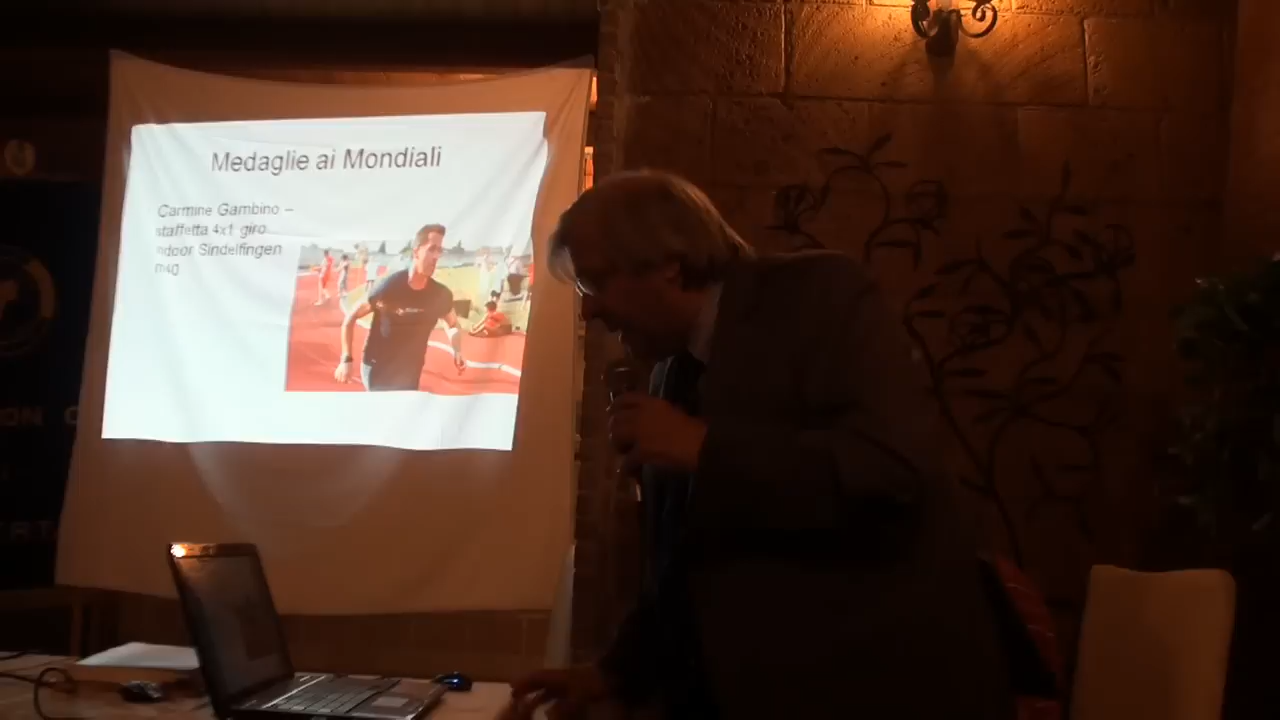 Medaglie ai Mondiali
Carmine Gambino –
staffetta 4x1 giro
indoor Sindelfingen
m40